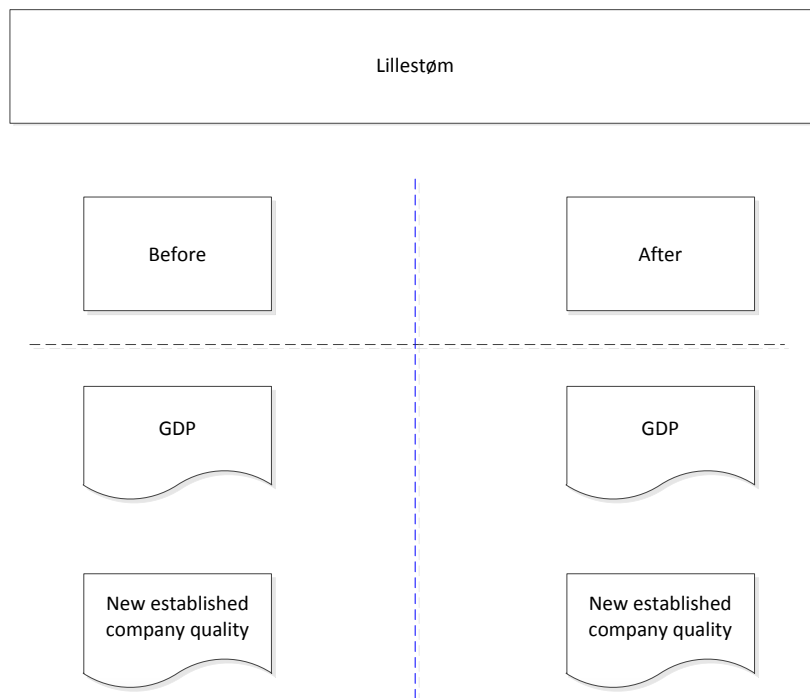 Lillestøm
Before
After
GDP
GDP
New established
company quality
New established
company quality